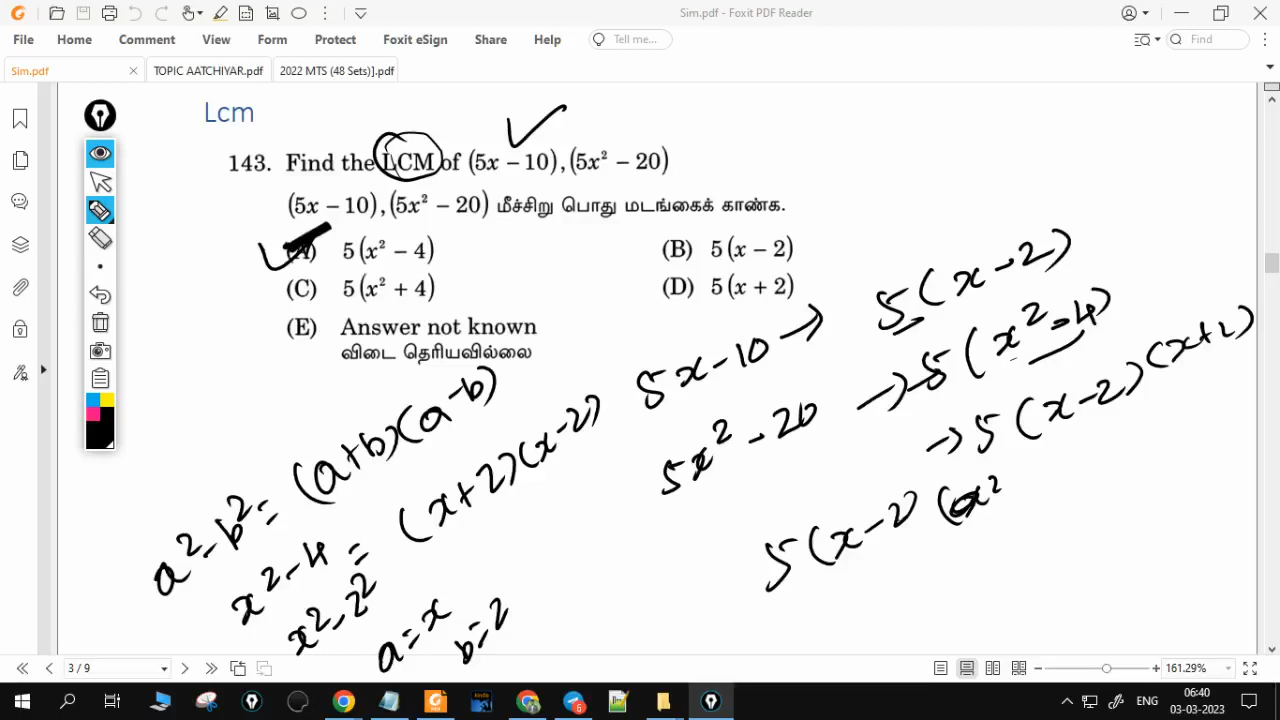 Sim.pdf - Foxit PDF Reader
File Home Comment View Form Protect Foxit eSign Share Help Tell me... Find
Sim.pdf TOPIC AATCHIYAR.pdf 2022 MTS (48 Sets)].pdf
Lcm
143. Find the LCM of (5x − 10), (5x² − 20)
(5x − 10), (5x² − 20) மீச்சிறு பொது மடங்கைக் காண்க.
(A) 5(x² − 4) (B) 5(x − 2)
(C) 5(x² + 4) (D) 5(x + 2)
(E) Answer not known
விடை தெரியவில்லை
5x - 10 → 5(x - 2)
5x² - 20 → 5(x² - 4)
→ 5(x - 2)(x + 2)
5(x - 2)(x²
a² - b² = (a+b)(a-b)
x² - 4 = (x+2)(x-2)
x² - 2²
a = x
b = 2
3 / 9 161.29%
06:40
ENG
03-03-2023